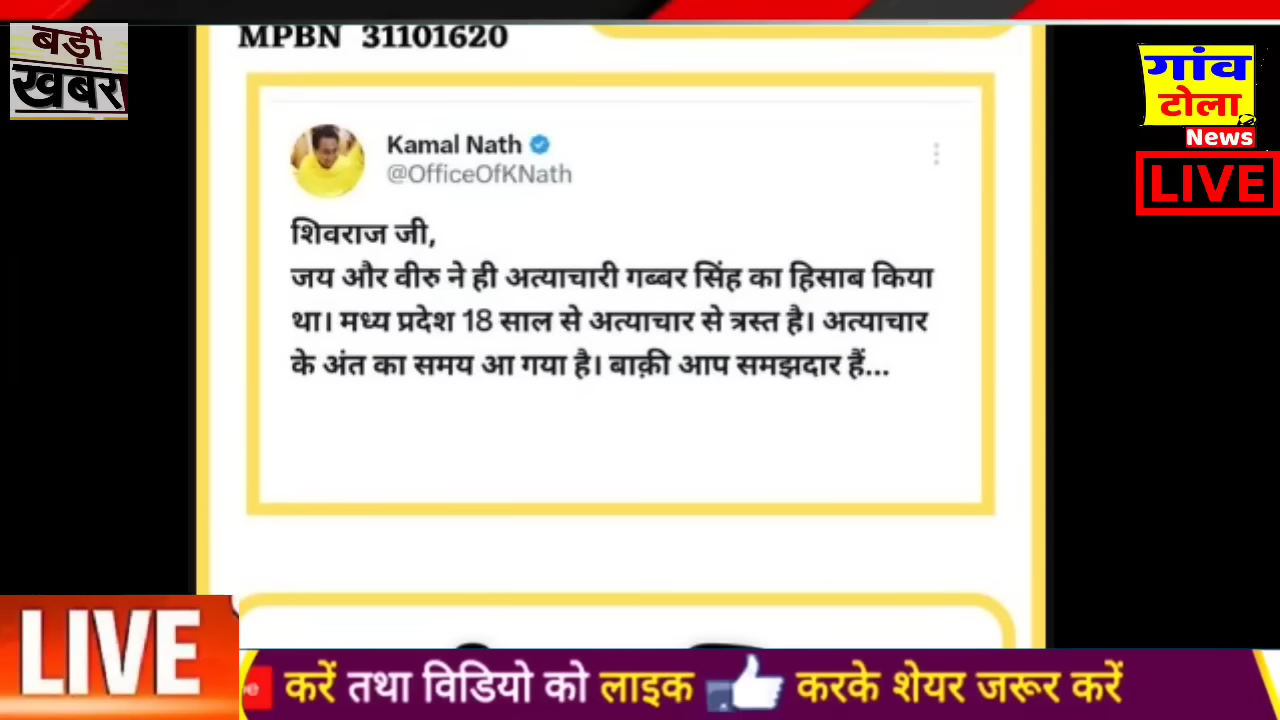 बड़ी
खबर
MPBN 31101620
गांव
टोला
News
LIVE
Kamal Nath
@OfficeOfKNath
शिवराज जी,
जय और वीरु ने ही अत्याचारी गब्बर सिंह का हिसाब किया
था। मध्य प्रदेश 18 साल से अत्याचार से त्रस्त है। अत्याचार
के अंत का समय आ गया है। बाक़ी आप समझदार हैं...
LIVE
करें तथा विडियो को लाइक करके शेयर जरूर करें